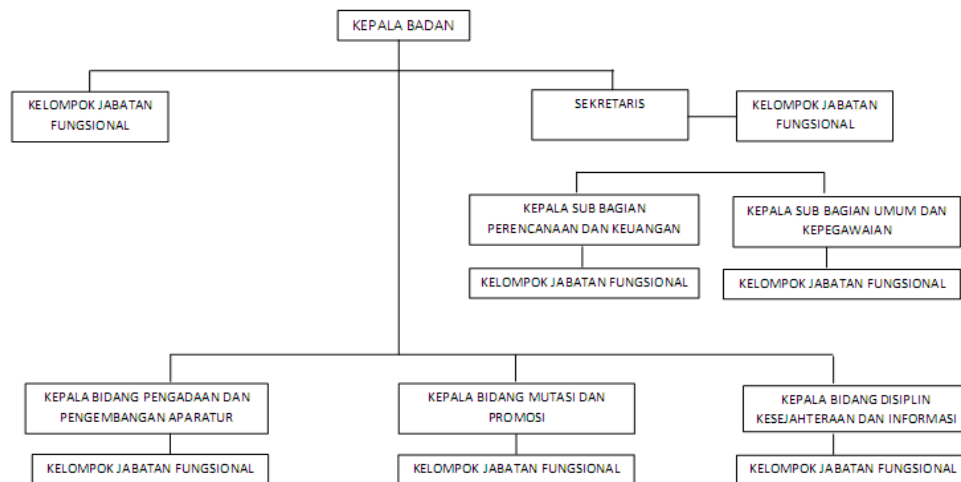 KEPALA BADAN
KELOMPOK JABATAN
FUNGSIONAL
SEKRETARIS
KELOMPOK JABATAN
FUNGSIONAL
KEPALA SUB BAGIAN
PERENCANAAN DAN KEUANGAN
KEPALA SUB BAGIAN UMUM DAN
KEPEGAWAIAN
KELOMPOK JABATAN FUNGSIONAL
KELOMPOK JABATAN FUNGSIONAL
KEPALA BIDANG PENGADAAN DAN
PENGEMBANGAN APARATUR
KEPALA BIDANG MUTASI DAN
PROMOSI
KEPALA BIDANG DISIPLIN
KESEJAHTERAAN DAN INFORMASI
KELOMPOK JABATAN FUNGSIONAL
KELOMPOK JABATAN FUNGSIONAL
KELOMPOK JABATAN FUNGSIONAL